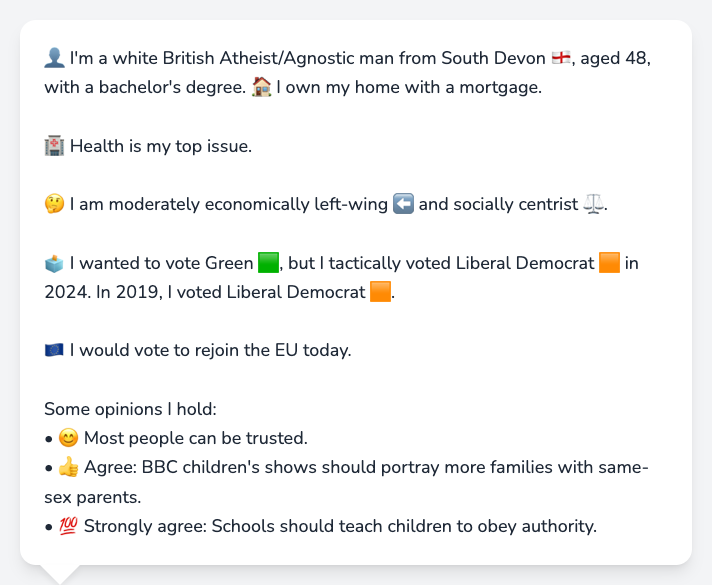 👤 I'm a white British Atheist/Agnostic man from South Devon 🏴󠁧󠁢󠁥󠁮󠁧󠁿, aged 48,
with a bachelor's degree. 🏠 I own my home with a mortgage.
🏥 Health is my top issue.
🤔 I am moderately economically left-wing ⬅️ and socially centrist ⚖️.
🗳️ I wanted to vote Green 🟩, but I tactically voted Liberal Democrat 🟧 in
2024. In 2019, I voted Liberal Democrat 🟧.
🇪🇺 I would vote to rejoin the EU today.
Some opinions I hold:
• 😊 Most people can be trusted.
• 👍 Agree: BBC children's shows should portray more families with same-
sex parents.
• 💯 Strongly agree: Schools should teach children to obey authority.